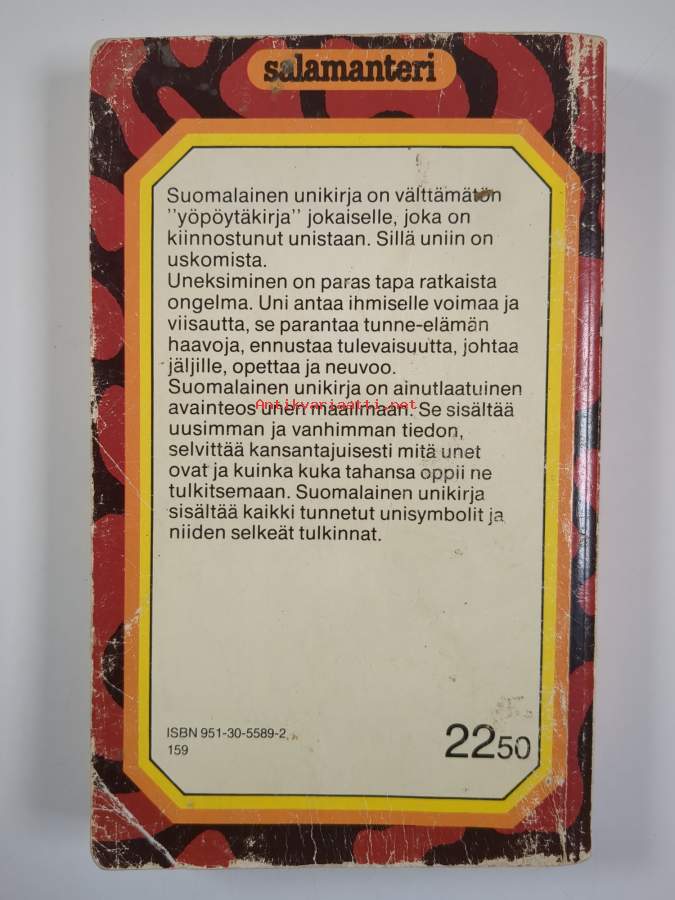 salamanteri
Suomalainen unikirja on välttämätön
"yöpöytäkirja" jokaiselle, joka on
kiinnostunut unistaan. Sillä uniin on
uskomista.
Uneksiminen on paras tapa ratkaista
ongelma. Uni antaa ihmiselle voimaa ja
viisautta, se parantaa tunne-elämän
haavoja, ennustaa tulevaisuutta, johtaa
jäljille, opettaa ja neuvoo.
Suomalainen unikirja on ainutlaatuinen
avainteos unen maailmaan. Se sisältää
Antikvariaatti.net
uusimman ja vanhimman tiedon,
selvittää kansantajuisesti mitä unet
ovat ja kuinka kuka tahansa oppii ne
tulkitsemaan. Suomalainen unikirja
sisältää kaikki tunnetut unisymbolit ja
niiden selkeät tulkinnat.
ISBN 951-30-5589-2
159
2250